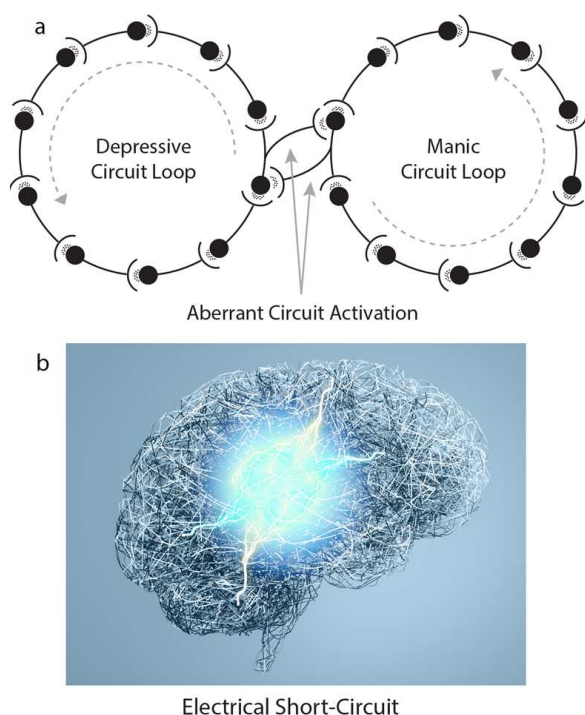 a
Depressive
Circuit Loop
Manic
Circuit Loop
Aberrant Circuit Activation
b
Electrical Short-Circuit